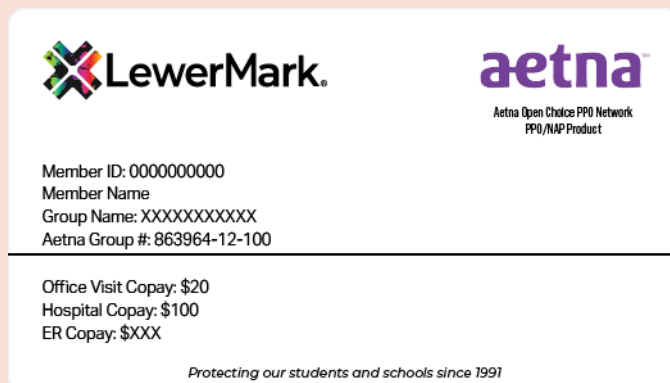 LewerMark®
aetna℠
Aetna Open Choice PPO Network
PPO/NAP Product
Member ID: 0000000000
Member Name
Group Name: XXXXXXXXXXX
Aetna Group #: 863964-12-100
Office Visit Copay: $20
Hospital Copay: $100
ER Copay: $XXX
Protecting our students and schools since 1991